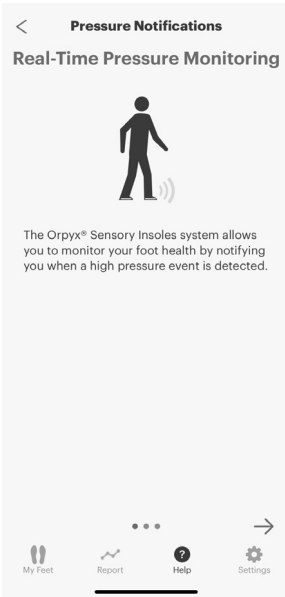 Pressure Notifications
Real-Time Pressure Monitoring
The Orpyx® Sensory Insoles system allows
you to monitor your foot health by notifying
you when a high pressure event is detected.
?
My Feet
Report
Help
Settings